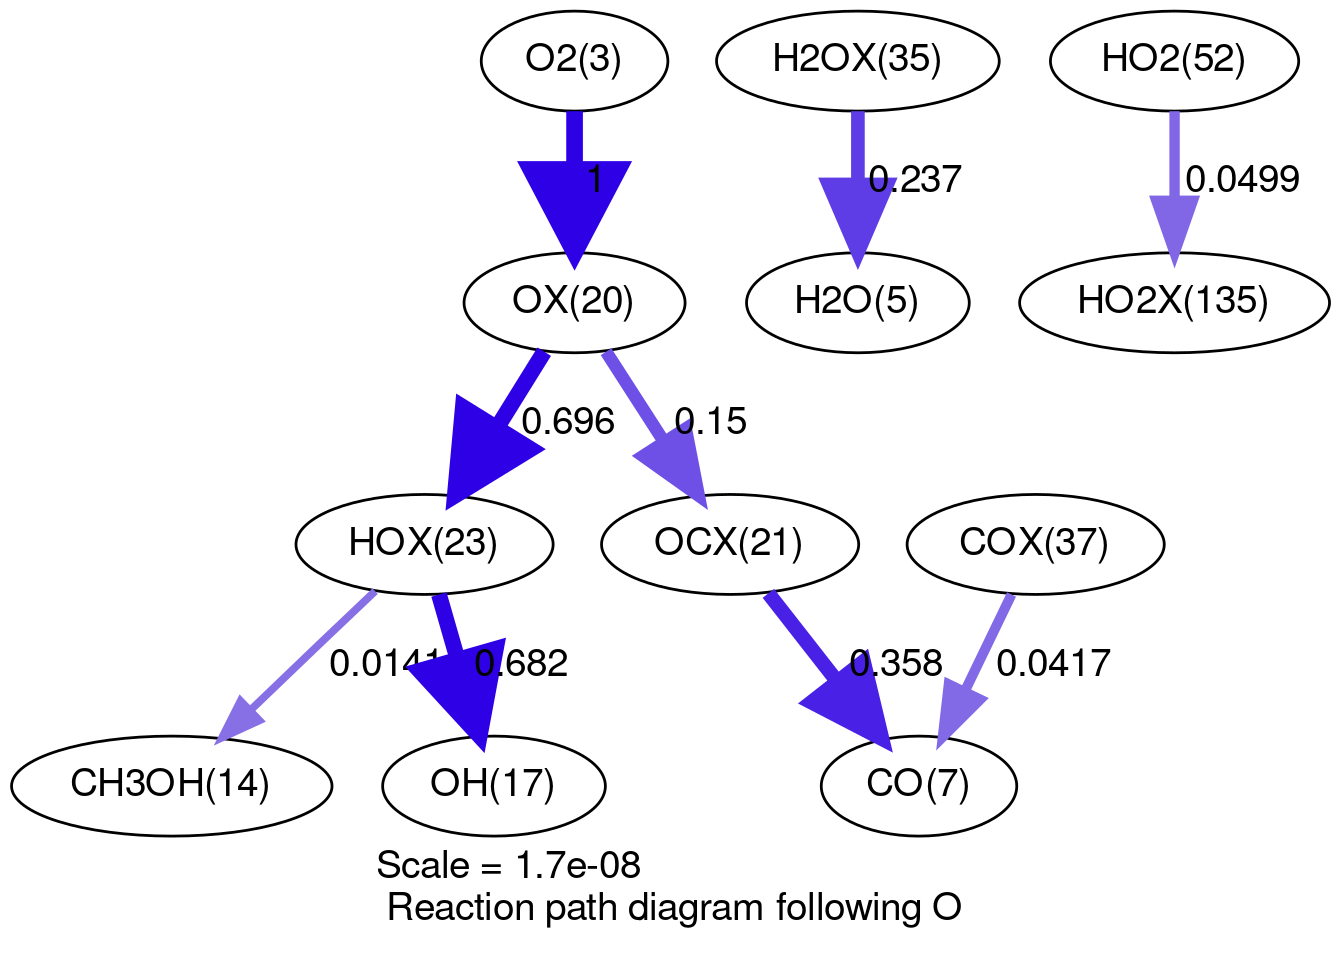 O2(3)
H2OX(35)
HO2(52)
1
0.237
0.0499
OX(20)
H2O(5)
HO2X(135)
0.696
0.15
HOX(23)
OCX(21)
COX(37)
0.0141
0.682
0.358
0.0417
CH3OH(14)
OH(17)
CO(7)
Scale = 1.7e-08
Reaction path diagram following O